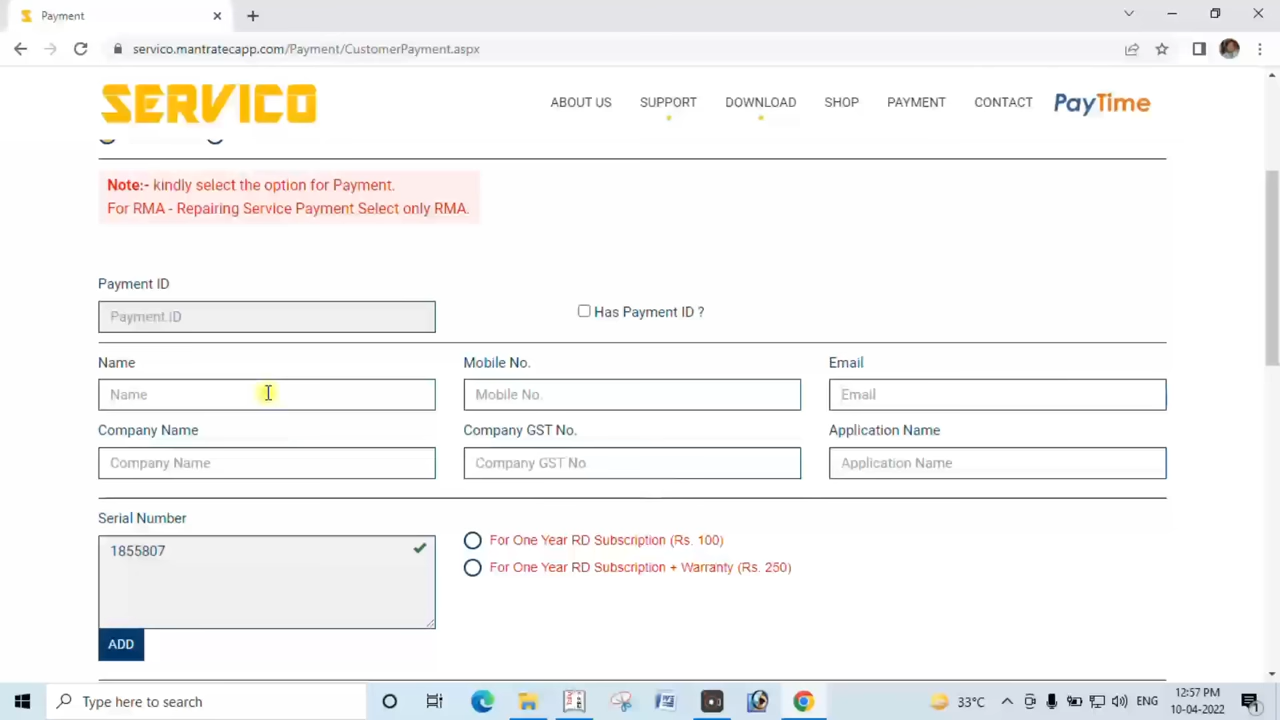 Payment
servico.mantratecapp.com/Payment/CustomerPayment.aspx
SERVICO
ABOUT US SUPPORT DOWNLOAD SHOP PAYMENT CONTACT PayTime
Note:- kindly select the option for Payment.
For RMA - Repairing Service Payment Select only RMA.
Payment ID
Payment ID
Has Payment ID ?
Name Mobile No. Email
Name Mobile No. Email
Company Name Company GST No. Application Name
Company Name Company GST No Application Name
Serial Number
1855807
For One Year RD Subscription (Rs. 100)
For One Year RD Subscription + Warranty (Rs. 250)
ADD
Type here to search
33°C
ENG
12:57 PM
10-04-2022
1